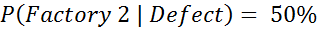 P(Factory 2 | Defect) = 50%